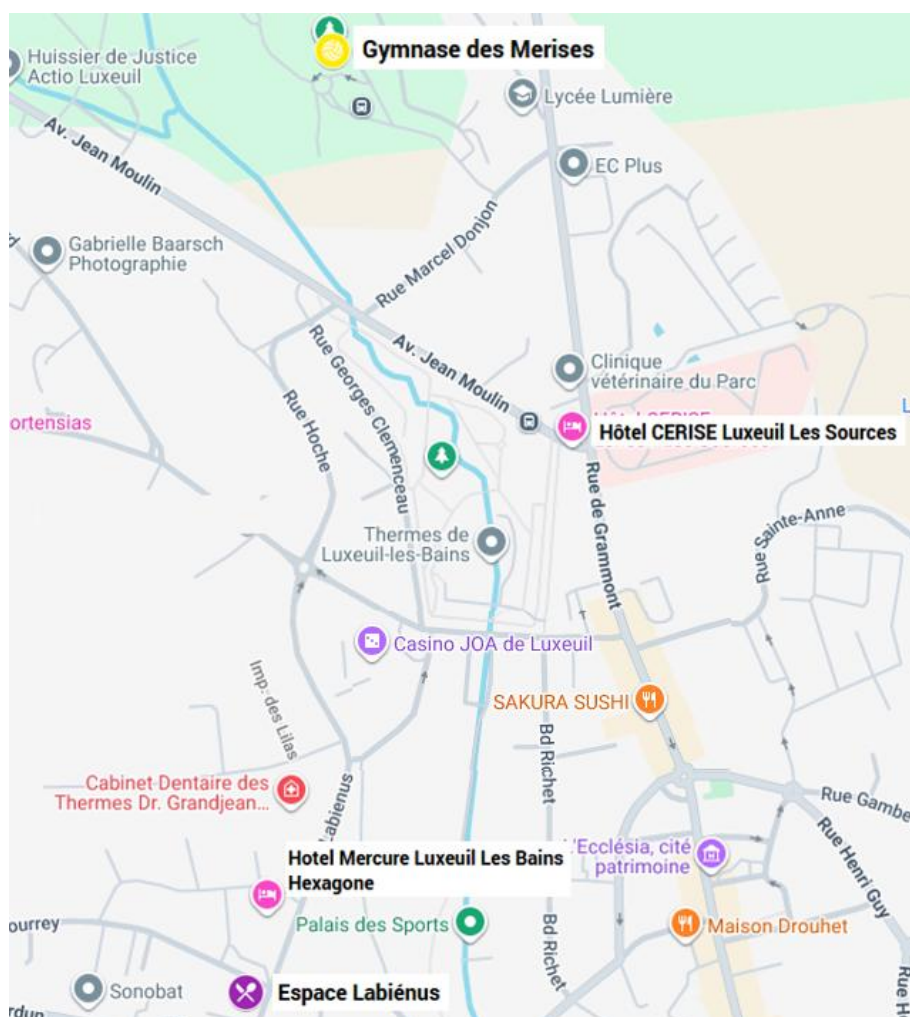 Gymnase des Merises
Huissier de Justice
Actio Luxeuil
Lycée Lumière
Av. Jean Moulin
EC Plus
Gabrielle Baarsch
Photographie
Rue Marcel Donjon
Rue Georges Clemenceau
Av. Jean Moulin
Clinique
vétérinaire du Parc
Rue Hoche
ortensias
Hôtel CERISE Luxeuil Les Sources
Rue de Grammont
Rue Sainte-Anne
Thermes de
Luxeuil-les-Bains
Casino JOA de Luxeuil
Imp. des Lilas
SAKURA SUSHI
Bd Richet
Cabinet Dentaire des
Thermes Dr. Grandjean...
Labienus
Rue Gambe
Rue Henri Guy
L'Ecclésia, cité
patrimoine
Hotel Mercure Luxeuil Les Bains
Hexagone
Bd Richet
ourrey
Palais des Sports
Maison Drouhet
Sonobat
Espace Labiénus
rdun
Rue H